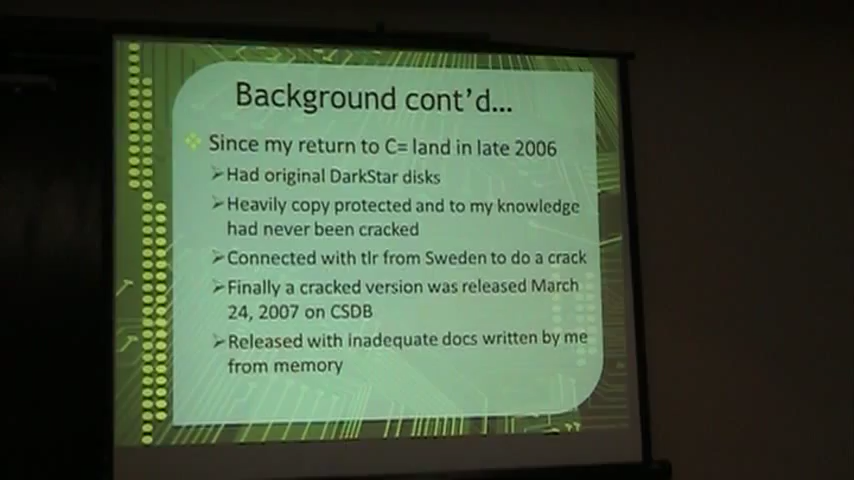 Background cont'd...
Since my return to C= land in late 2006
Had original DarkStar disks
Heavily copy protected and to my knowledge
had never been cracked
Connected with tlr from Sweden to do a crack
Finally a cracked version was released March
24, 2007 on CSDB
Released with inadequate docs written by me
from memory